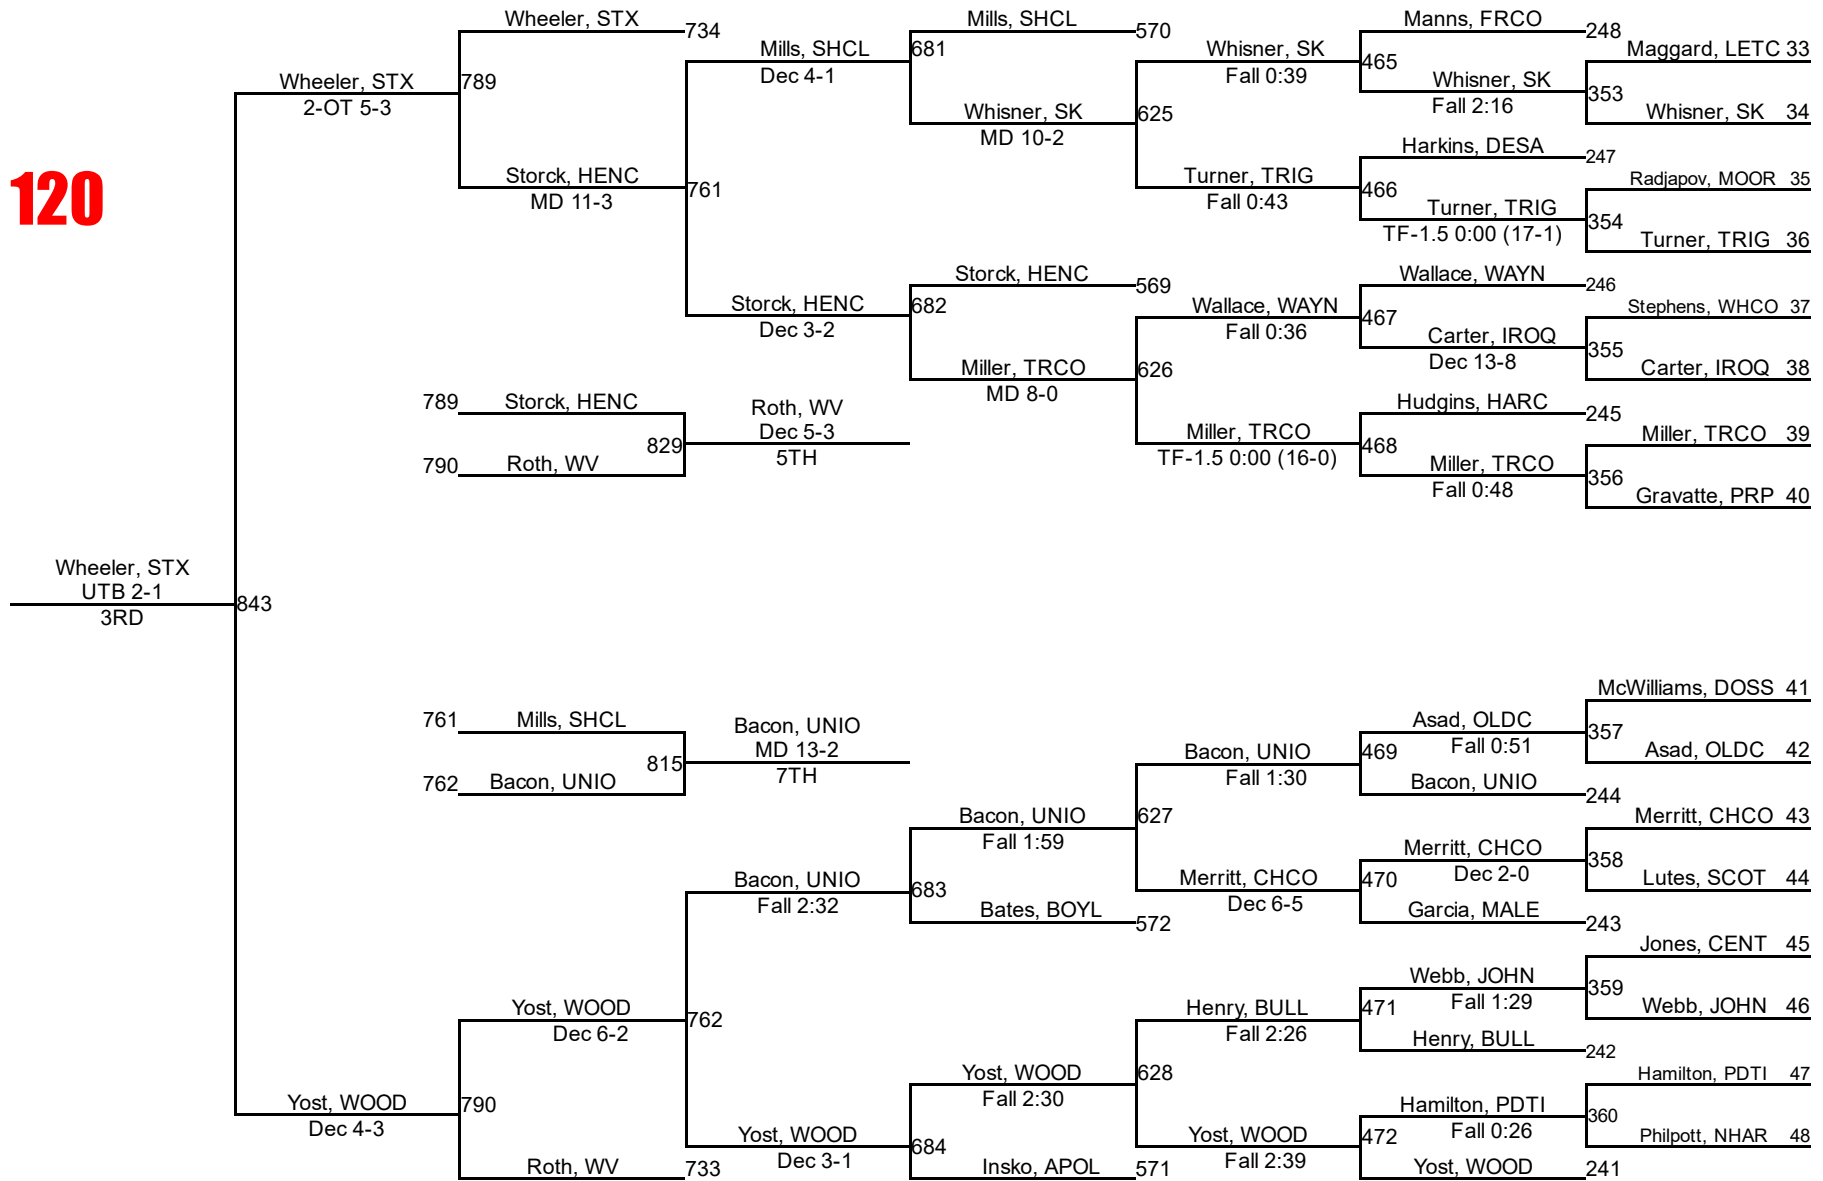 120
Wheeler, STX
UTB 2-1
3RD
843
Wheeler, STX
2-OT 5-3
789
Yost, WOOD
Dec 4-3
790
Wheeler, STX
734
Storck, HENC
MD 11-3
761
789
Storck, HENC
829
790
Roth, WV
Roth, WV
Dec 5-3
5TH
761
Mills, SHCL
815
762
Bacon, UNIO
Bacon, UNIO
MD 13-2
7TH
Yost, WOOD
Dec 6-2
762
Roth, WV
733
Mills, SHCL
Dec 4-1
681
Storck, HENC
Dec 3-2
682
Bacon, UNIO
Fall 2:32
683
Yost, WOOD
Dec 3-1
684
Mills, SHCL
570
Whisner, SK
MD 10-2
625
Storck, HENC
569
Miller, TRCO
MD 8-0
626
Bacon, UNIO
Fall 1:59
627
Bates, BOYL
572
Yost, WOOD
Fall 2:30
628
Insko, APOL
571
Whisner, SK
Fall 0:39
465
Turner, TRIG
Fall 0:43
466
Wallace, WAYN
Fall 0:36
467
Miller, TRCO
TF-1.5 0:00 (16-0)
468
Bacon, UNIO
Fall 1:30
469
Merritt, CHCO
Dec 6-5
470
Henry, BULL
Fall 2:26
471
Yost, WOOD
Fall 2:39
472
Manns, FRCO
248
Whisner, SK
Fall 2:16
353
Harkins, DESA
247
Turner, TRIG
TF-1.5 0:00 (17-1)
354
Wallace, WAYN
246
Carter, IROQ
Dec 13-8
355
Hudgins, HARC
245
Miller, TRCO
Fall 0:48
356
Asad, OLDC
Fall 0:51
357
Bacon, UNIO
244
Merritt, CHCO
Dec 2-0
358
Garcia, MALE
243
Webb, JOHN
Fall 1:29
359
Henry, BULL
242
Hamilton, PDTI
Fall 0:26
360
Yost, WOOD
241
Maggard, LETC 33
Whisner, SK 34
Radjapov, MOOR 35
Turner, TRIG 36
Stephens, WHCO 37
Carter, IROQ 38
Miller, TRCO 39
Gravatte, PRP 40
McWilliams, DOSS 41
Asad, OLDC 42
Merritt, CHCO 43
Lutes, SCOT 44
Jones, CENT 45
Webb, JOHN 46
Hamilton, PDTI 47
Philpott, NHAR 48